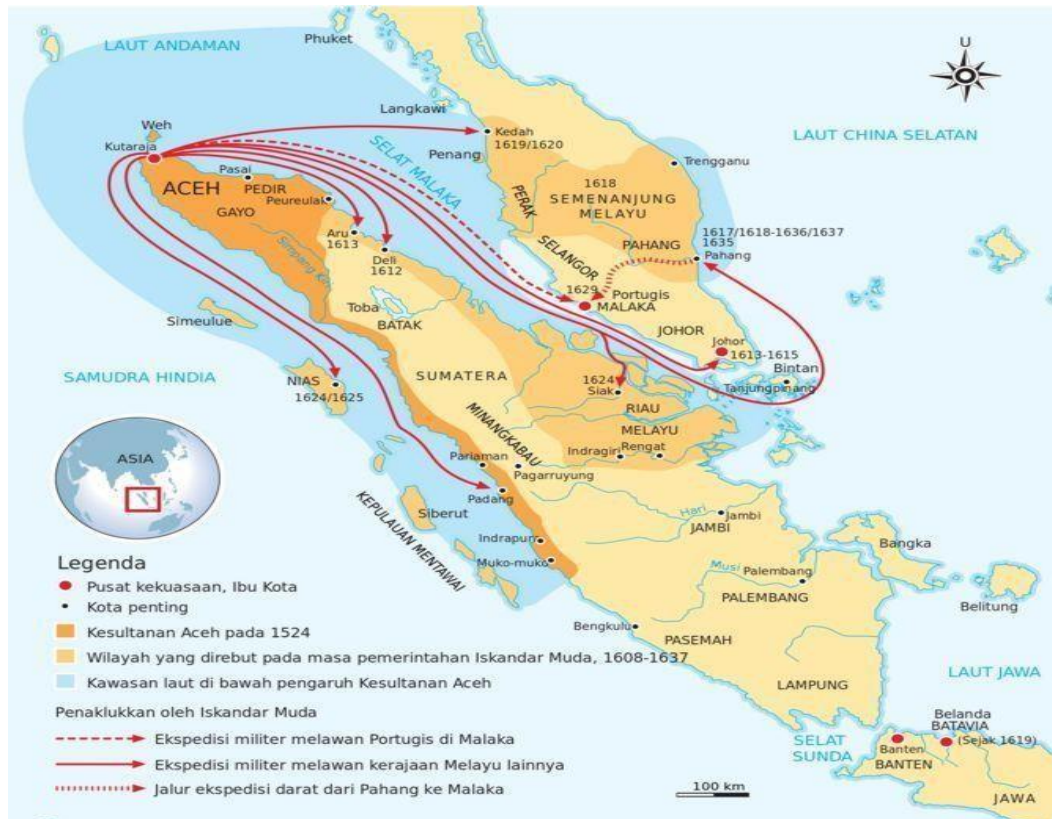 Phuket
LAUT ANDAMAN
U
Langkawi
Weh
Kutaraja
Kedah
1619/1620
LAUT CHINA SELATAN
SELAT MALAKA
Penang
Trengganu
Pasai
ACEH
PEDIR
Peureulak
GAYO
PERAK
1618
SEMENANJUNG
MELAYU
Aru
1613
Deli
1612
SELANGOR
PAHANG
1617/1618-1636/1637
1635
Pahang
1629
Portugis
MALAKA
Simeulue
Toba
BATAK
JOHOR
Johor
1613-1615
Bintan
Tanjungpinang
SAMUDRA HINDIA
NIAS
1624/1625
SUMATERA
1624
Siak
RIAU
MELAYU
MINANGKABAU
Indragiri
Rengat
ASIA
Pariaman
Pagarruyung
Padang
Siberut
KEPULAUAN MENTAWAI
Hari
Jambi
JAMBI
Indrapura
Muko-muko
Bangka
Musi
Palembang
PALEMBANG
Belitung
Bengkulu
PASEMAH
LAMPUNG
LAUT JAWA
Legenda
Pusat kekuasaan, Ibu Kota
Kota penting
Kesultanan Aceh pada 1524
Wilayah yang direbut pada masa pemerintahan Iskandar Muda, 1608-1637
Kawasan laut di bawah pengaruh Kesultanan Aceh
Penaklukkan oleh Iskandar Muda
Ekspedisi militer melawan Portugis di Malaka
Ekspedisi militer melawan kerajaan Melayu lainnya
Jalur ekspedisi darat dari Pahang ke Malaka
SELAT
SUNDA
Belanda
BATAVIA
(Sejak 1619)
Banten
BANTEN
JAWA
100 km